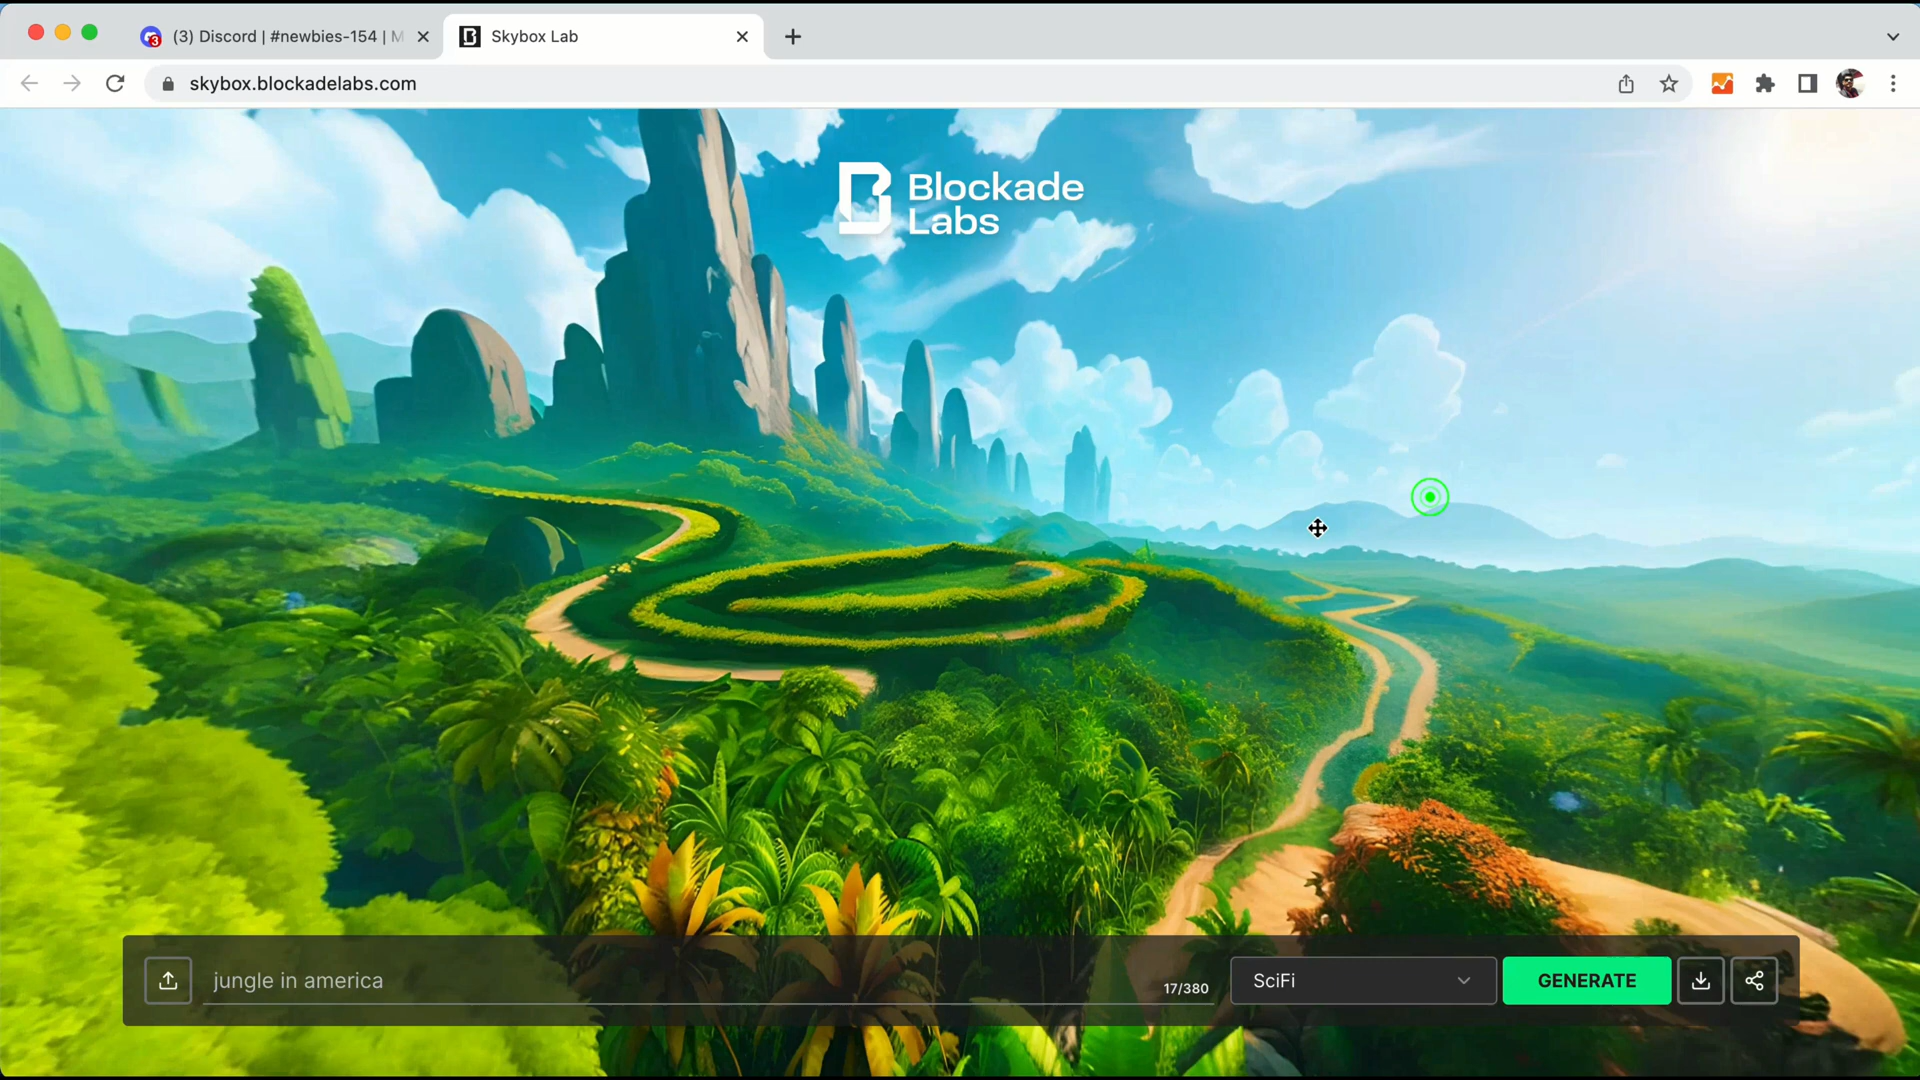 (3) Discord | #newbies-154 | M
Skybox Lab
skybox.blockadelabs.com
Blockade
Labs
jungle in america
17/380
SciFi
GENERATE